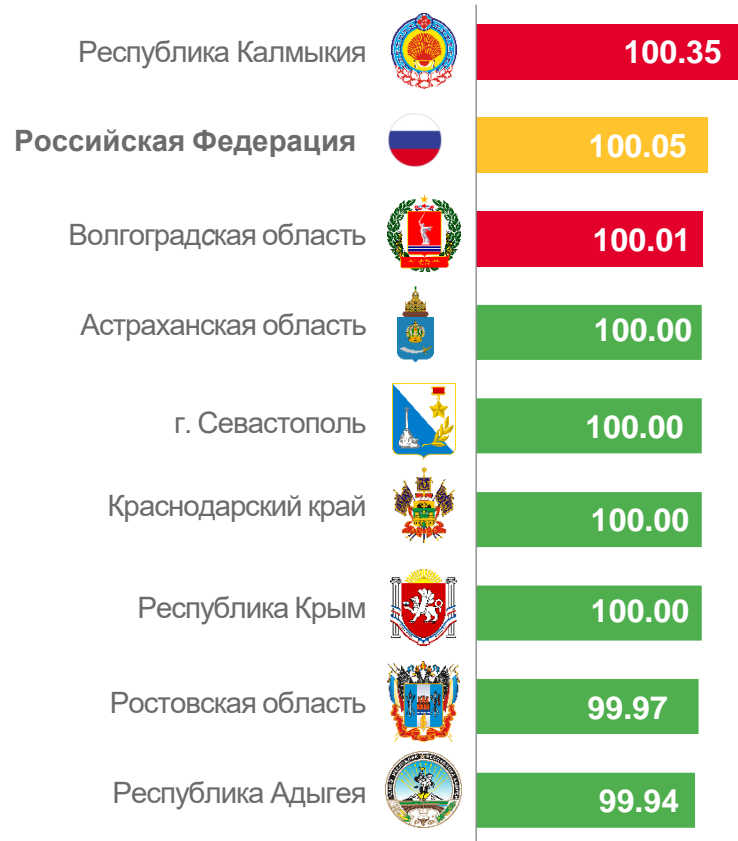 Республика Калмыкия 100.35
Российская Федерация 100.05
Волгоградская область 100.01
Астраханская область 100.00
г. Севастополь 100.00
Краснодарский край 100.00
Республика Крым 100.00
Ростовская область 99.97
Республика Адыгея 99.94